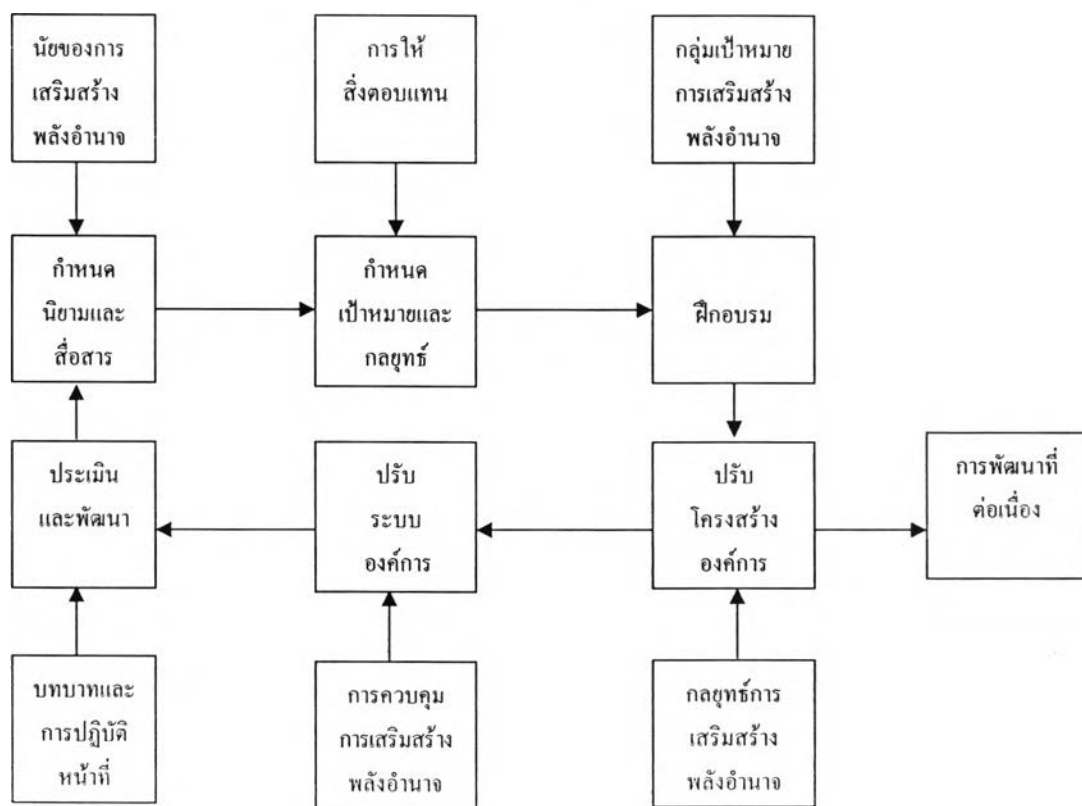 นัยของการ
เสริมสร้าง
พลังอำนาจ
การให้
สิ่งตอบแทน
กลุ่มเป้าหมาย
การเสริมสร้าง
พลังอำนาจ
กำหนด
นิยามและ
สื่อสาร
กำหนด
เป้าหมายและ
กลยุทธ์
ฝึกอบรม
ประเมิน
และพัฒนา
ปรับ
ระบบ
องค์การ
ปรับ
โครงสร้าง
องค์การ
การพัฒนาที่
ต่อเนื่อง
บทบาทและ
การปฏิบัติ
หน้าที่
การควบคุม
การเสริมสร้าง
พลังอำนาจ
กลยุทธ์การ
เสริมสร้าง
พลังอำนาจ